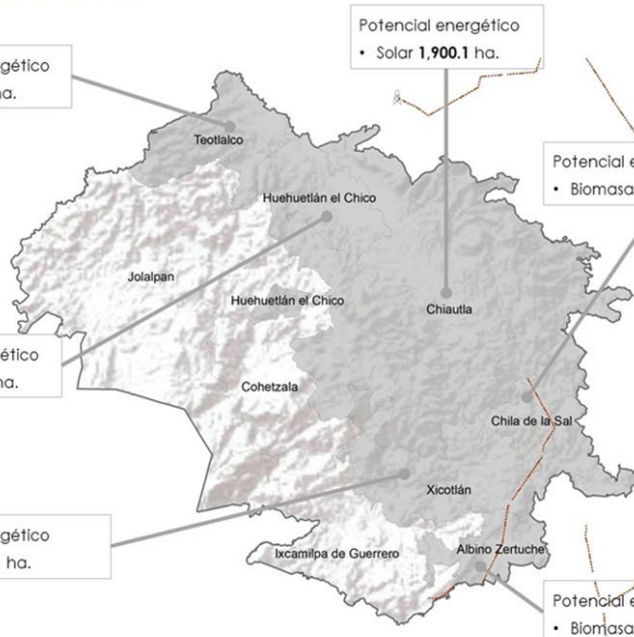 Potencial energético
• Solar 1,900.1 ha.
gético
ha.
Teotlalco
Potencial e
• Biomasa
Huehuetlán el Chico
Jolalpan
Huehuetlán el Chico
Chiautla
ético
ha.
Cohetzala
Chila de la Sal
Xicotlán
gético
ha.
Ixcamilpa de Guerrero
Albino Zertuche
Potencial e
• Biomasa